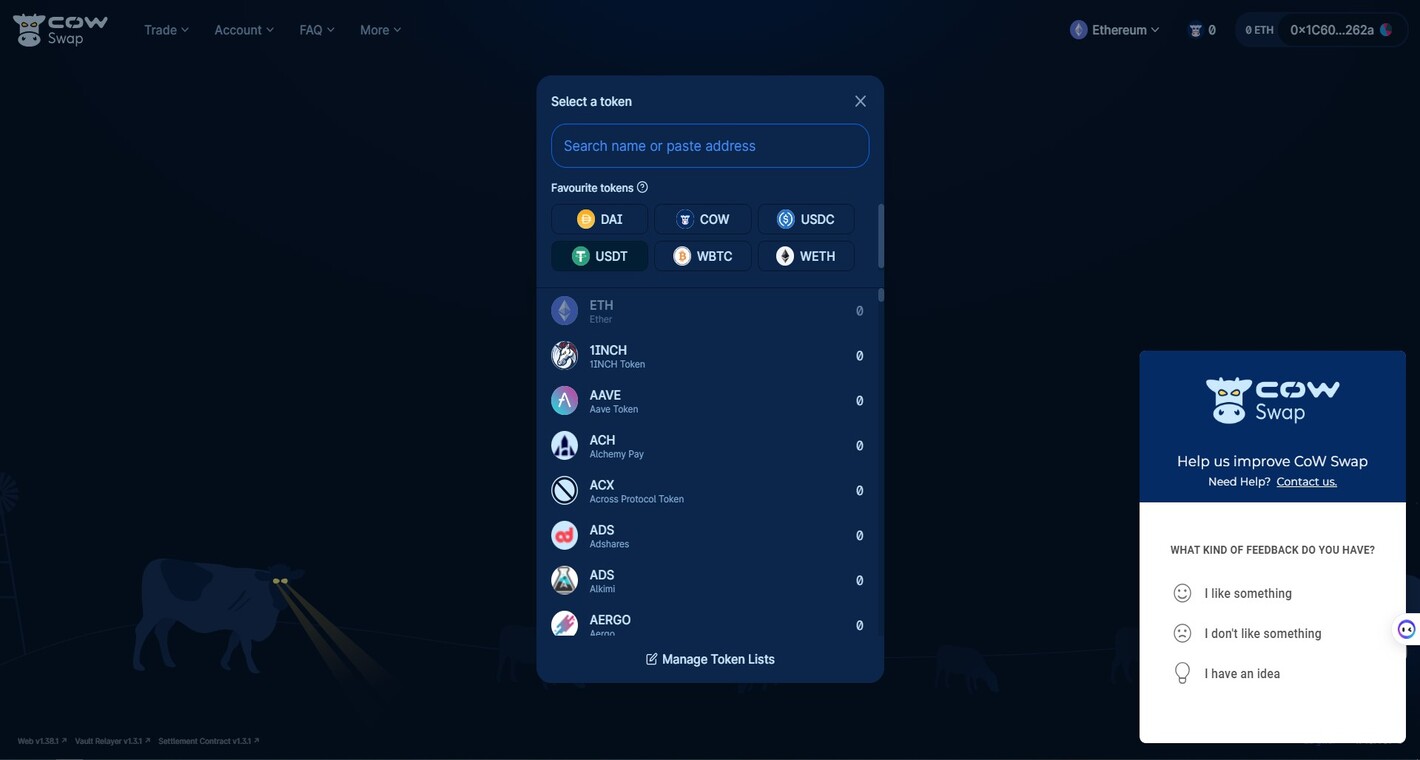 COW
Swap
Trade
Account
FAQ
More
Ethereum
0
0 ETH
0×1C60...262a
Select a token
Search name or paste address
Favourite tokens
DAI
COW
USDC
USDT
WBTC
WETH
ETH
Ether
0
1INCH
1INCH Token
0
AAVE
Aave Token
0
ACH
Alchemy Pay
0
ACX
Across Protocol Token
0
ADS
Adshares
0
ADS
Alkimi
0
AERGO
Aergo
0
Manage Token Lists
COW
Swap
Help us improve CoW Swap
Need Help? Contact us.
WHAT KIND OF FEEDBACK DO YOU HAVE?
I like something
I don't like something
I have an idea
Web v1.38.1 ↗ Vault Relayer v1.3.1 ↗ Settlement Contract v1.3.1 ↗